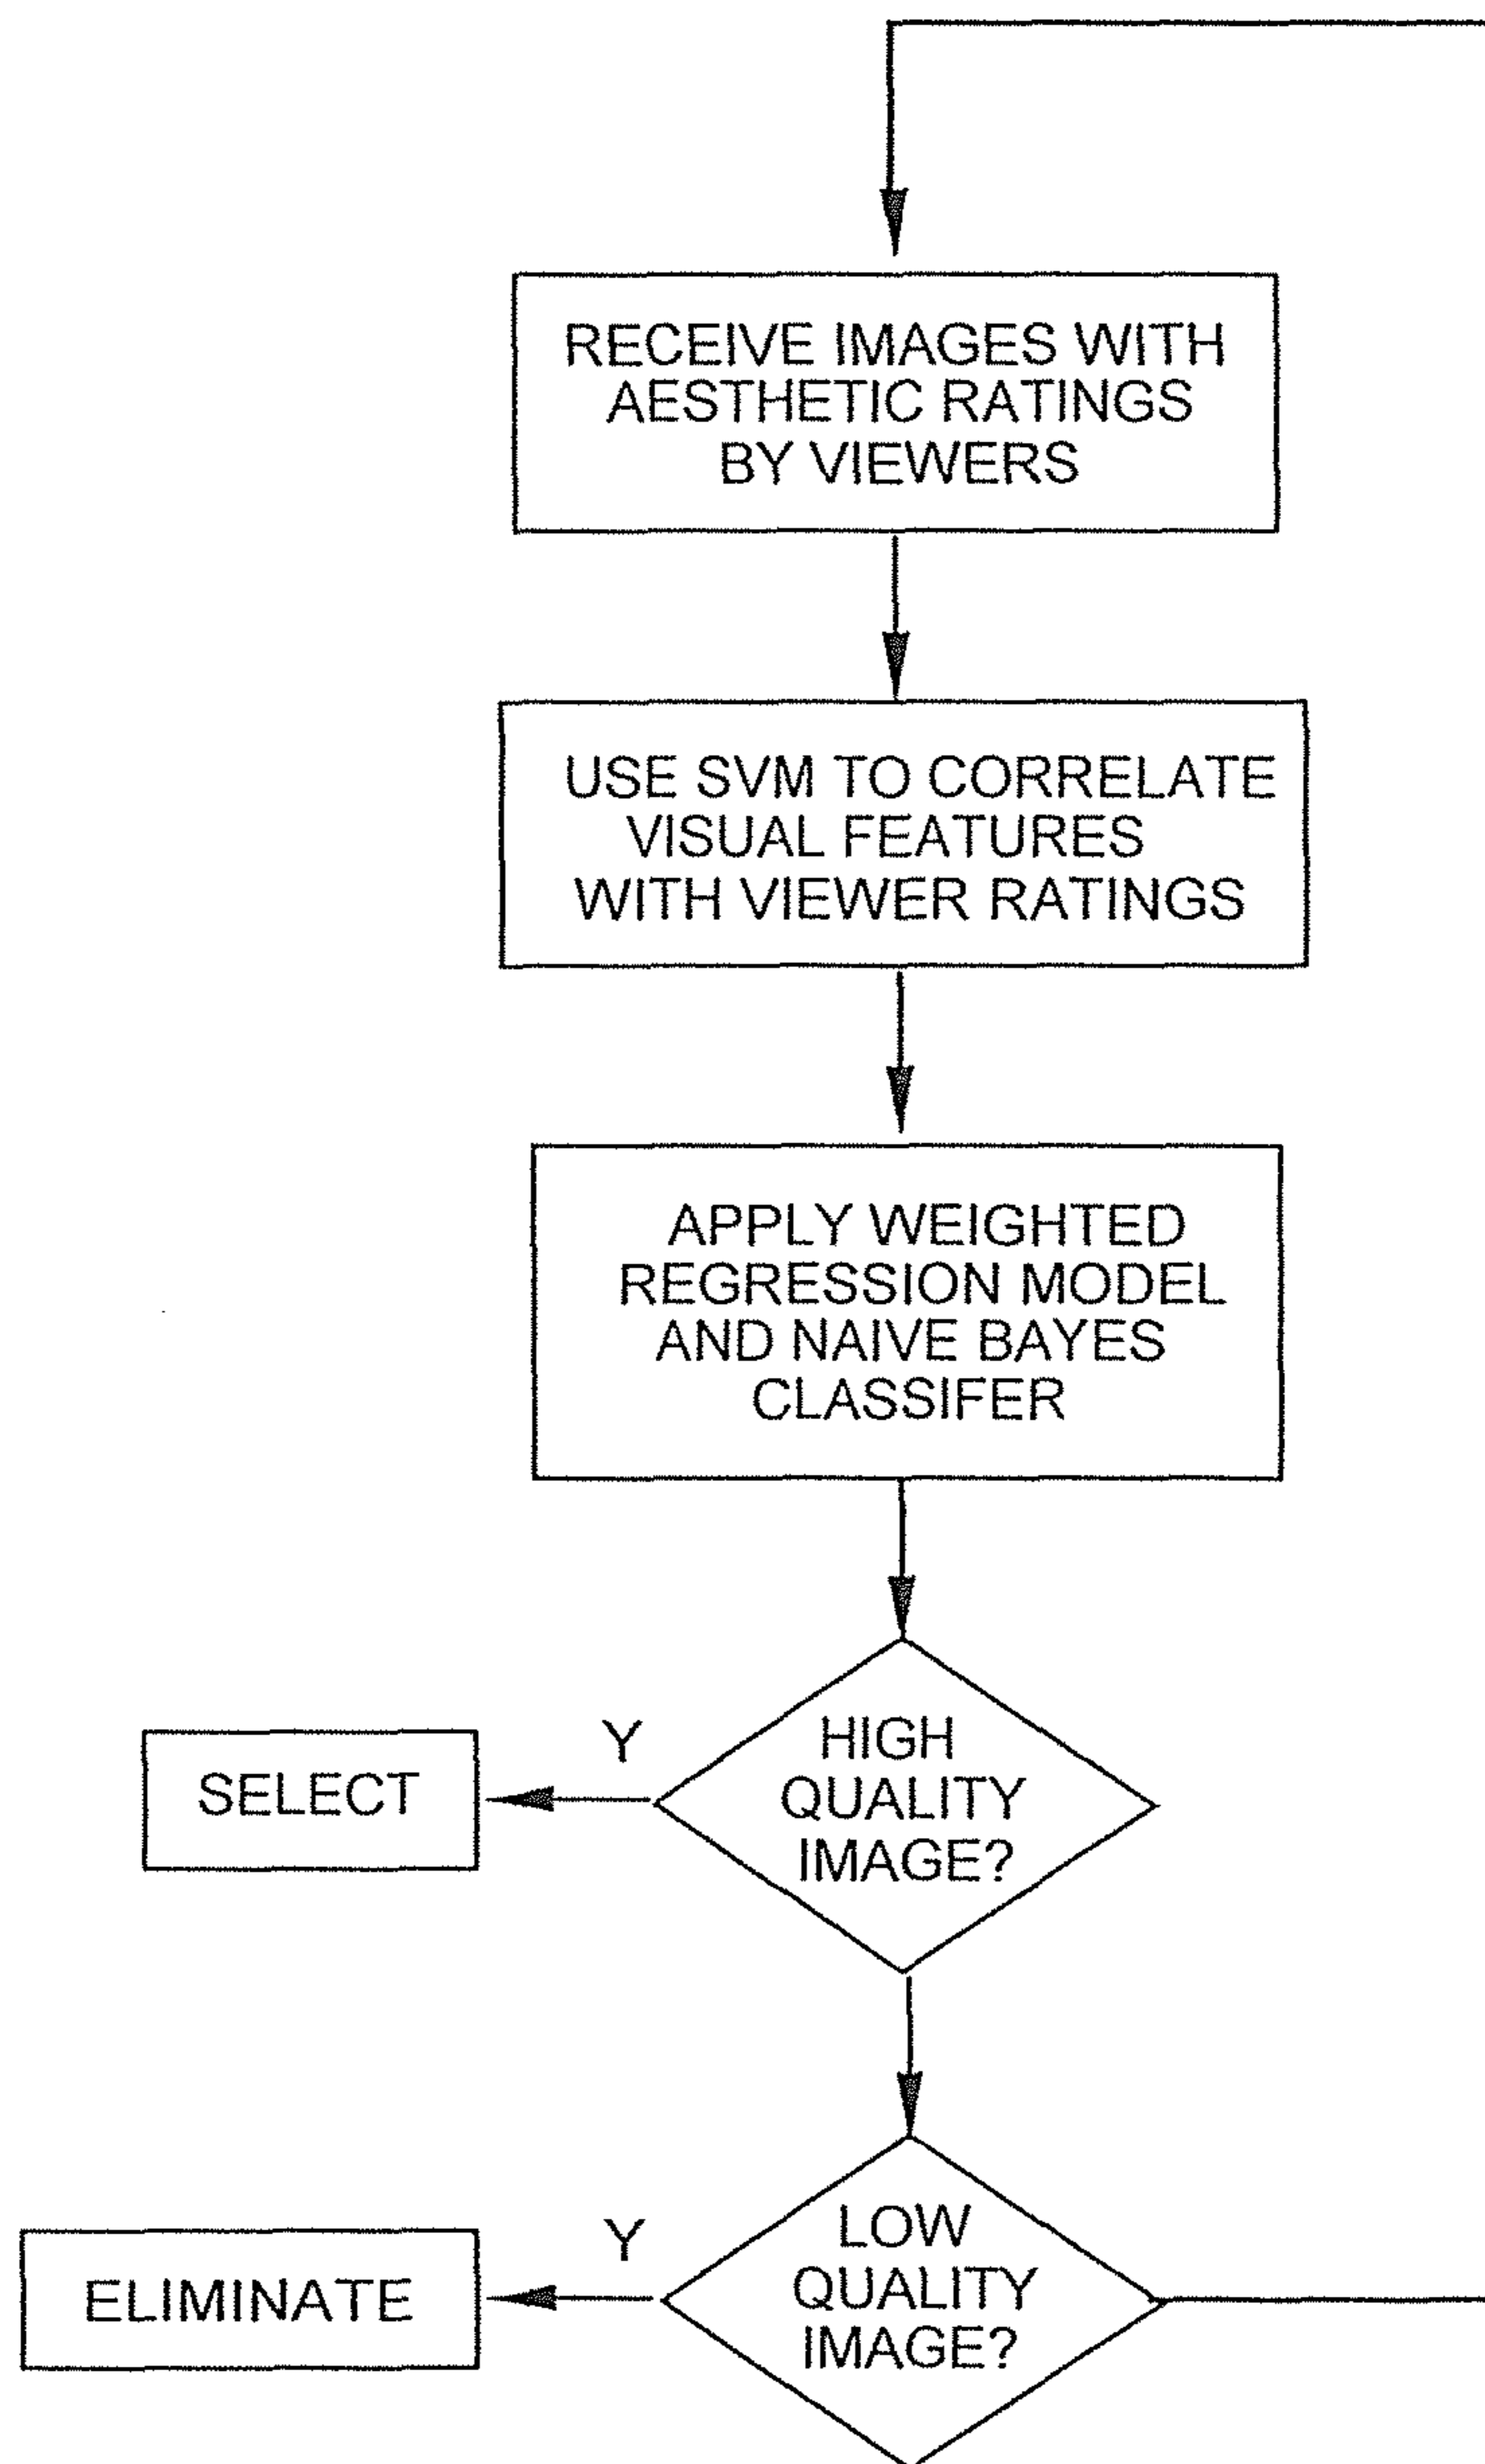 RECEIVE IMAGES WITH
AESTHETIC RATINGS
BY VIEWERS
USE SVM TO CORRELATE
VISUAL FEATURES
WITH VIEWER RATINGS
APPLY WEIGHTED
REGRESSION MODEL
AND NAIVE BAYES
CLASSIFER
HIGH
QUALITY
IMAGE?
Y
SELECT
LOW
QUALITY
IMAGE?
Y
ELIMINATE